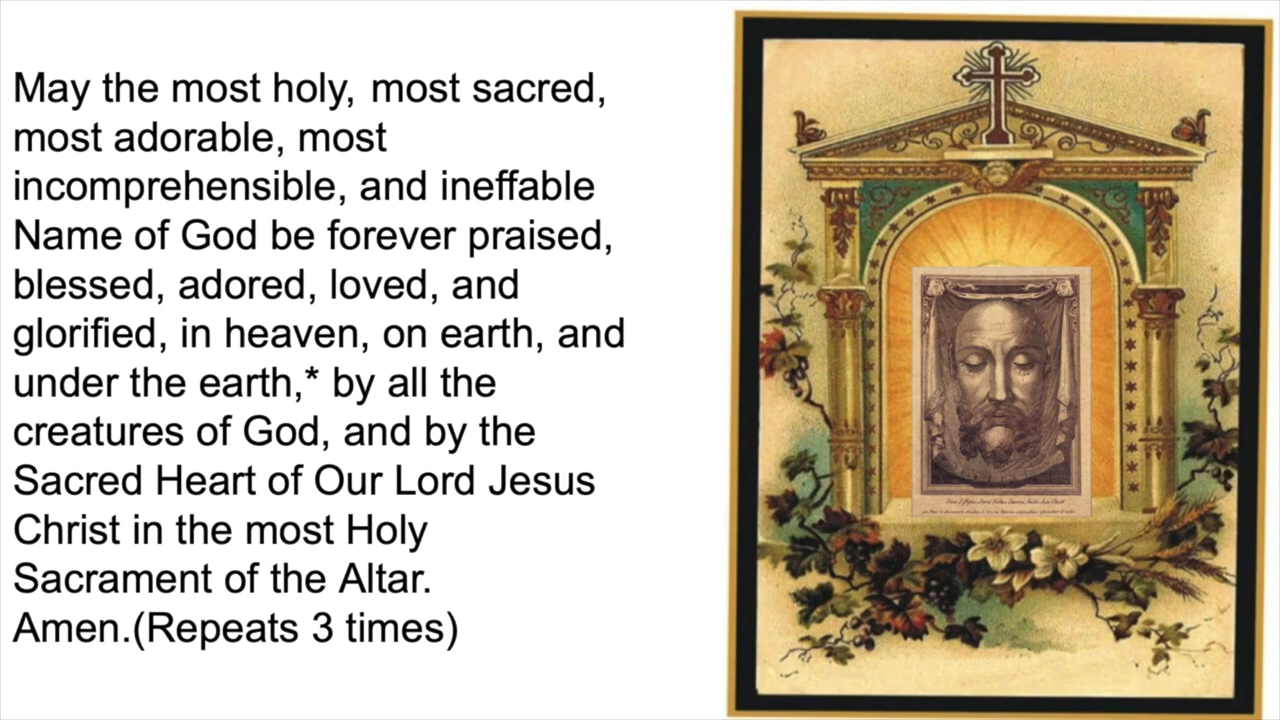 May the most holy, most sacred,
most adorable, most
incomprehensible, and ineffable
Name of God be forever praised,
blessed, adored, loved, and
glorified, in heaven, on earth, and
under the earth,* by all the
creatures of God, and by the
Sacred Heart of Our Lord Jesus
Christ in the most Holy
Sacrament of the Altar.
Amen.(Repeats 3 times)